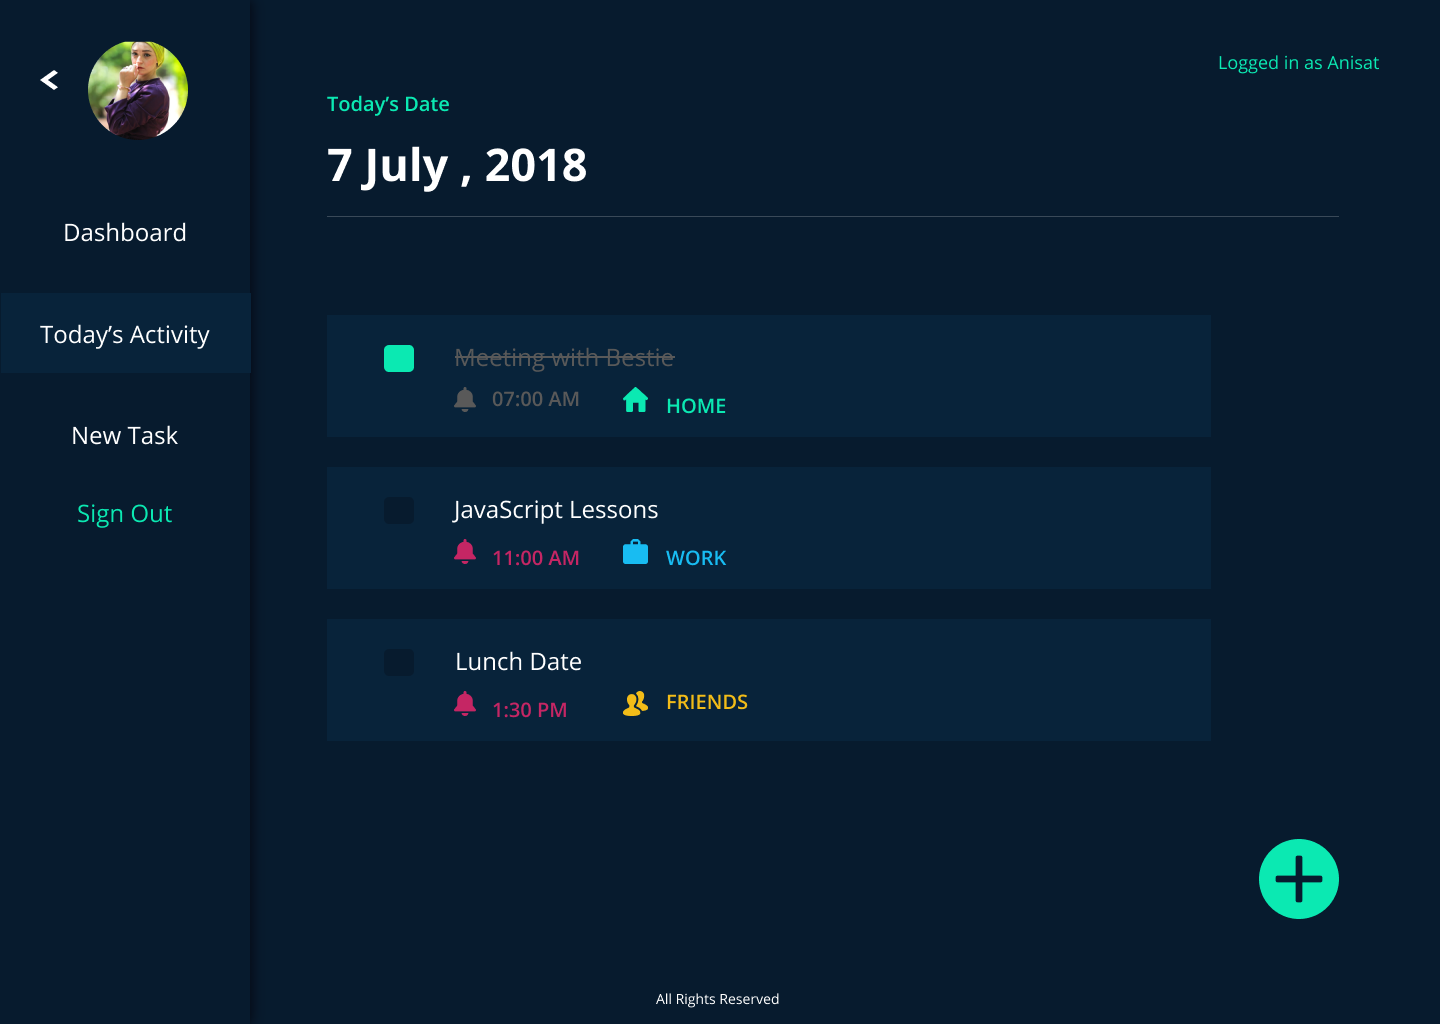 Logged in as Anisat
Today’s Date
7 July , 2018
Dashboard
Today’s Activity
New Task
Sign Out
Meeting with Bestie
07:00 AM HOME
JavaScript Lessons
11:00 AM WORK
Lunch Date
1:30 PM FRIENDS
All Rights Reserved